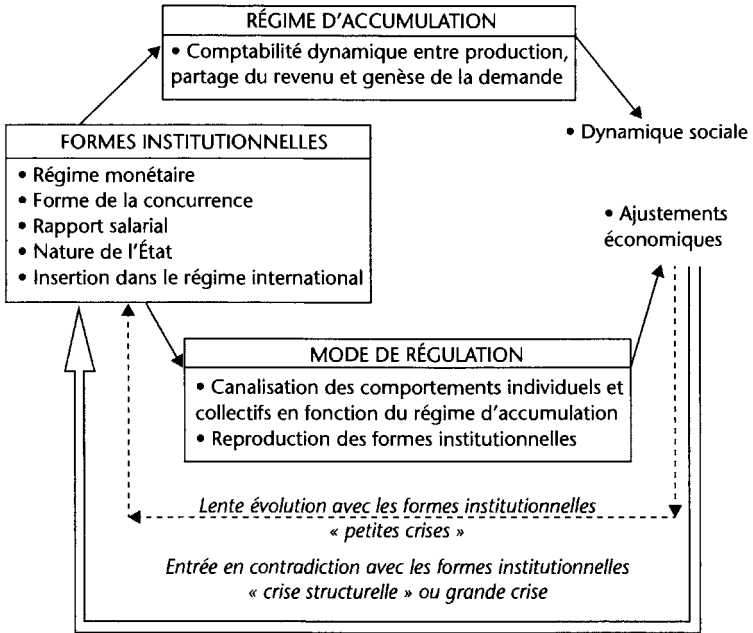 RÉGIME D'ACCUMULATION
• Comptabilité dynamique entre production,
partage du revenu et genèse de la demande
FORMES INSTITUTIONNELLES
• Régime monétaire
• Forme de la concurrence
• Rapport salarial
• Nature de l'État
• Insertion dans le régime international
• Dynamique sociale
• Ajustements
économiques
MODE DE RÉGULATION
• Canalisation des comportements individuels et
collectifs en fonction du régime d'accumulation
• Reproduction des formes institutionnelles
Lente évolution avec les formes institutionnelles
« petites crises »
Entrée en contradiction avec les formes institutionnelles
« crise structurelle » ou grande crise